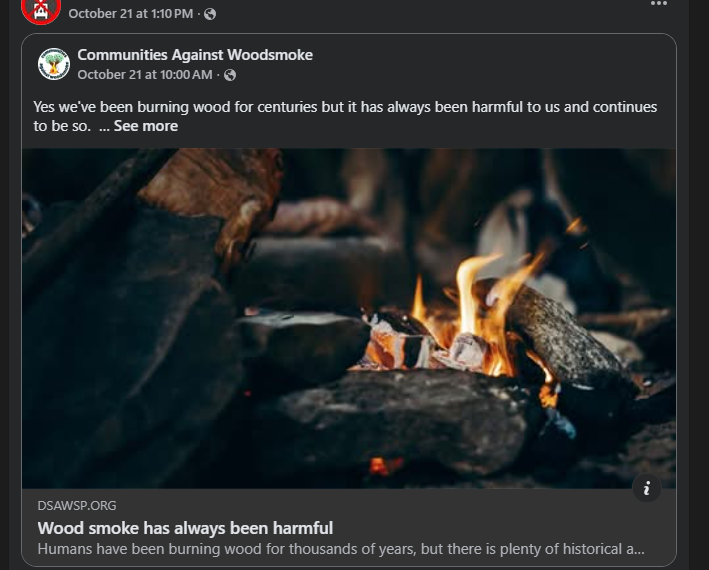 October 21 at 1:10 PM ·
Communities Against Woodsmoke
October 21 at 10:00 AM ·
Yes we've been burning wood for centuries but it has always been harmful to us and continues
to be so. ... See more
DSAWSP.ORG
Wood smoke has always been harmful
Humans have been burning wood for thousands of years, but there is plenty of historical a...